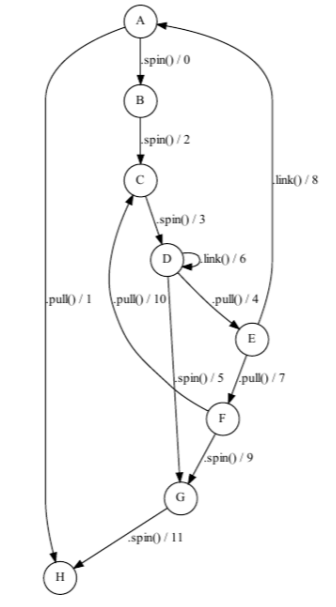 A
.spin() / 0
B
.spin() / 2
.link() / 8
C
.spin() / 3
D
.link() / 6
.pull() / 1
.pull() / 10
.pull() / 4
E
.spin() / 5
.pull() / 7
F
.spin() / 9
G
.spin() / 11
H